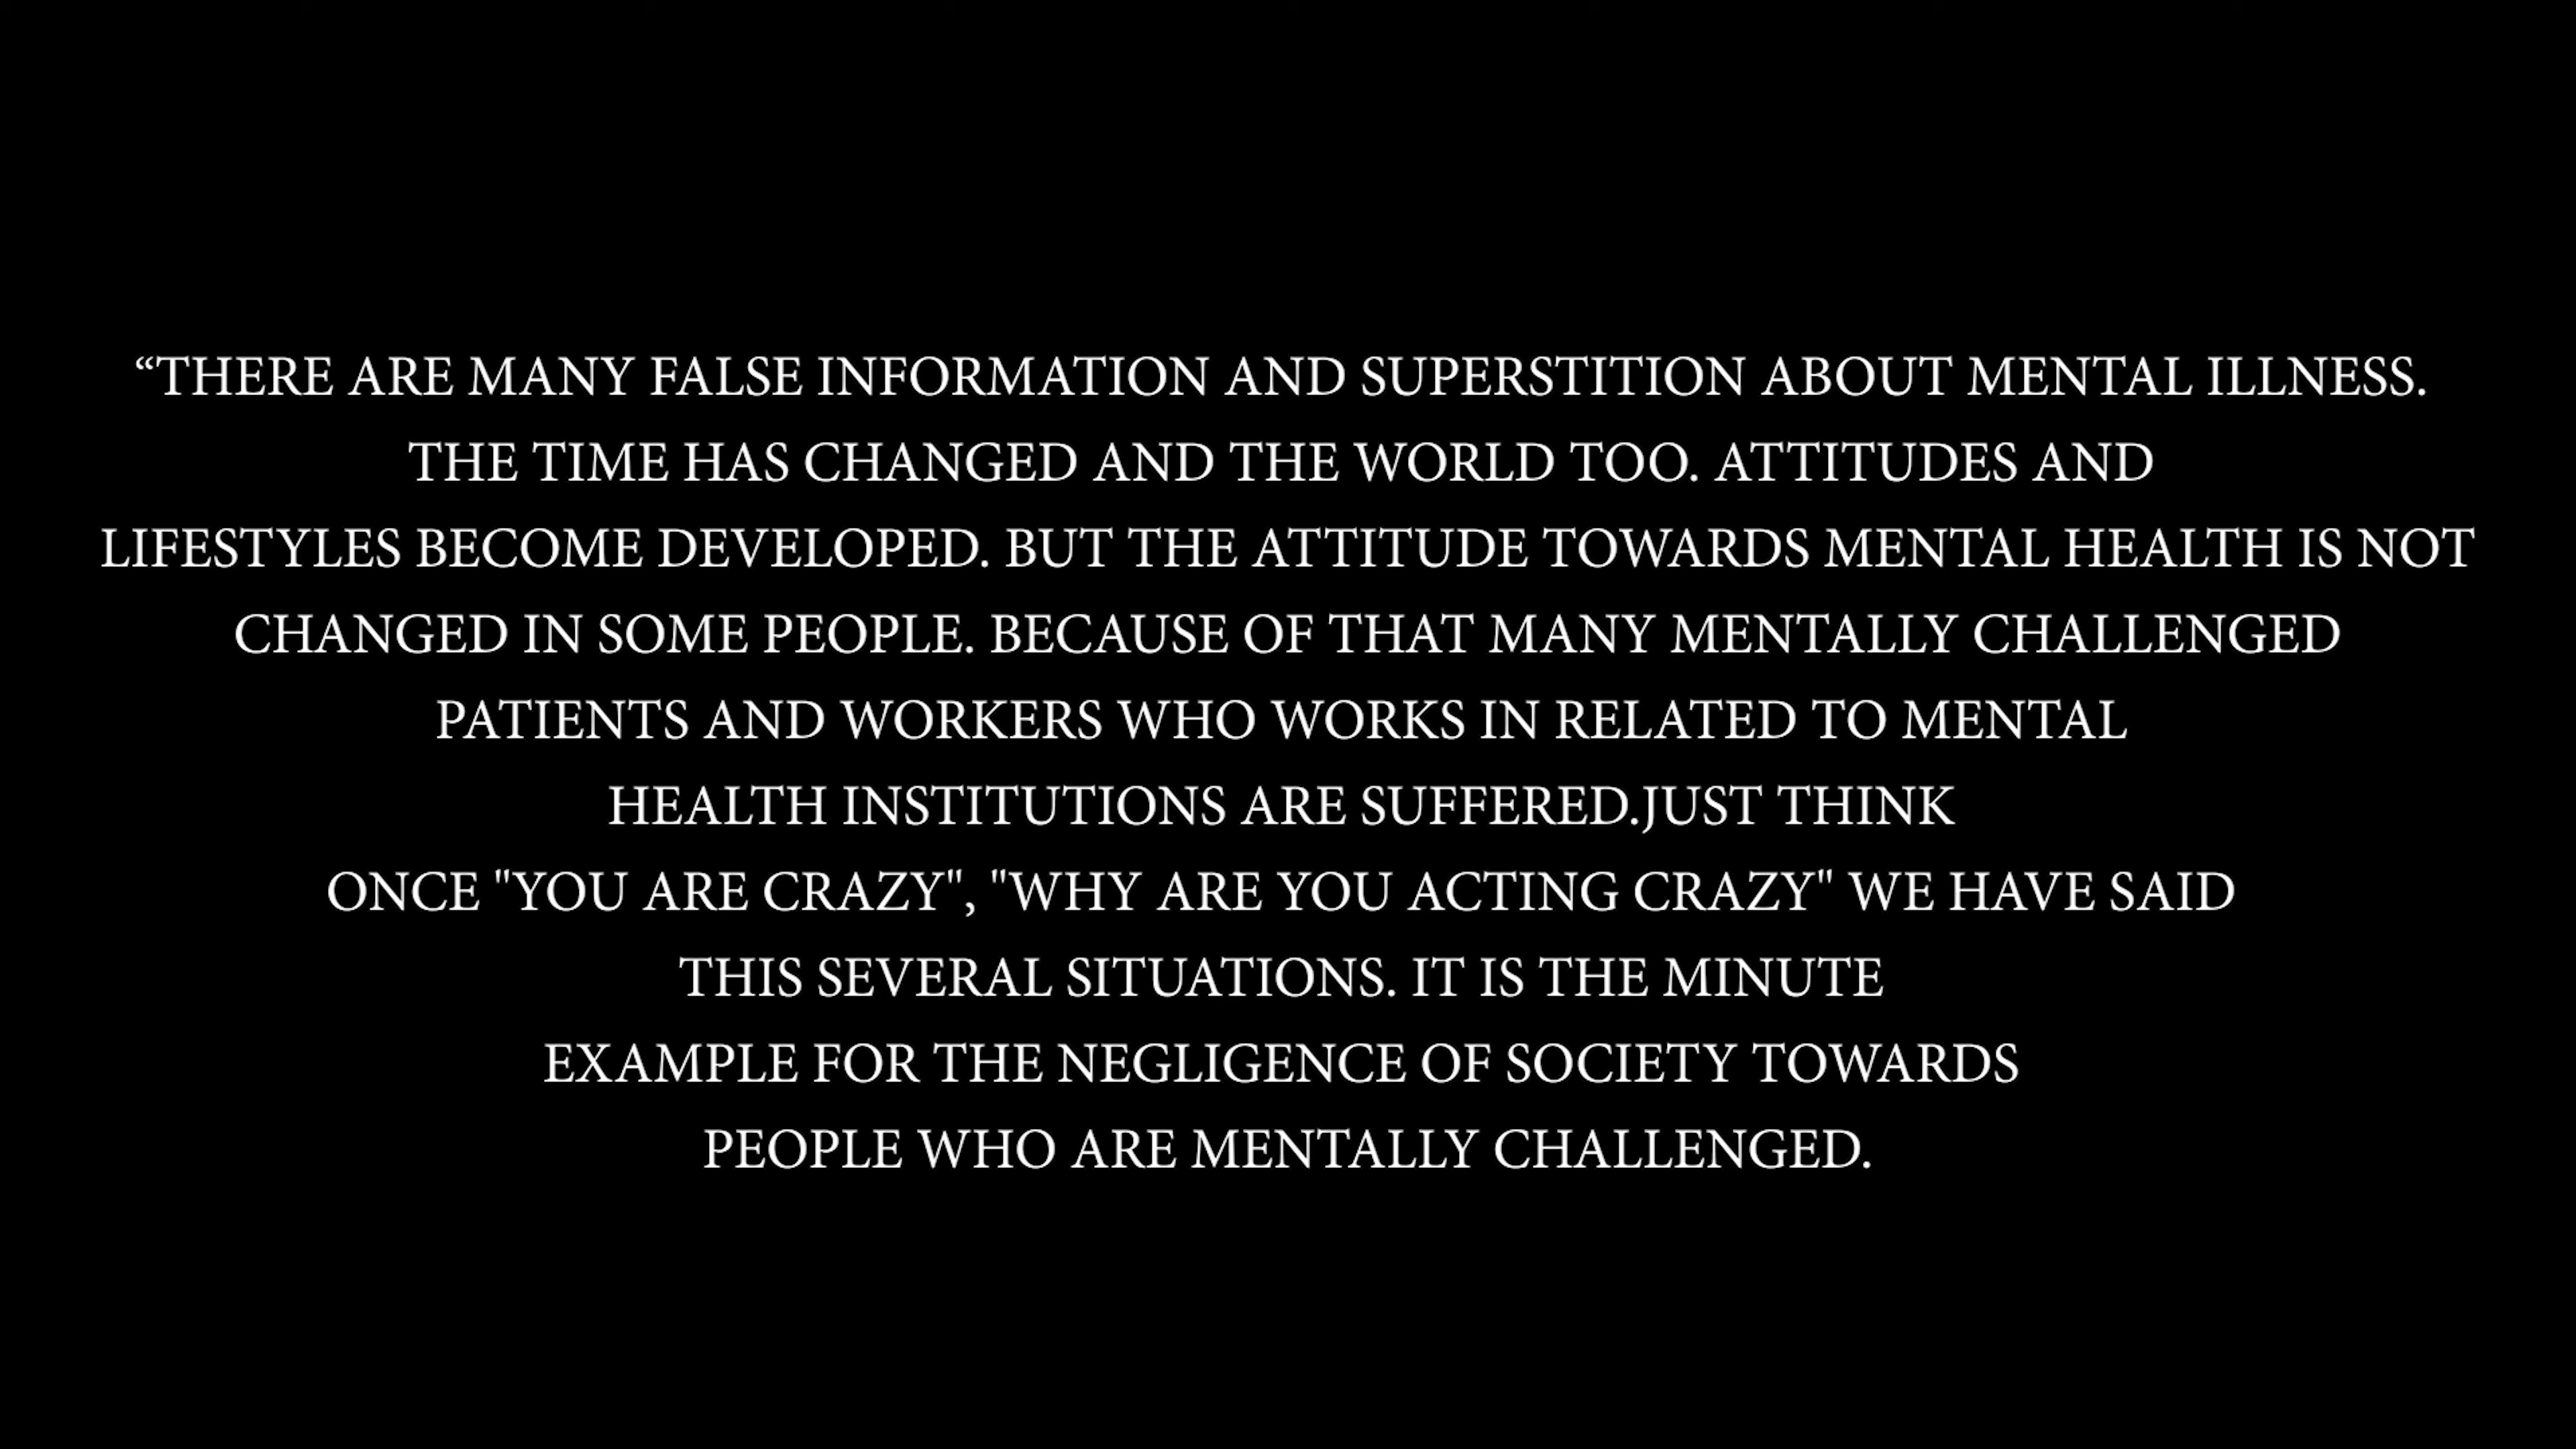 “THERE ARE MANY FALSE INFORMATION AND SUPERSTITION ABOUT MENTAL ILLNESS.
THE TIME HAS CHANGED AND THE WORLD TOO. ATTITUDES AND
LIFESTYLES BECOME DEVELOPED. BUT THE ATTITUDE TOWARDS MENTAL HEALTH IS NOT
CHANGED IN SOME PEOPLE. BECAUSE OF THAT MANY MENTALLY CHALLENGED
PATIENTS AND WORKERS WHO WORKS IN RELATED TO MENTAL
HEALTH INSTITUTIONS ARE SUFFERED.JUST THINK
ONCE "YOU ARE CRAZY", "WHY ARE YOU ACTING CRAZY" WE HAVE SAID
THIS SEVERAL SITUATIONS. IT IS THE MINUTE
EXAMPLE FOR THE NEGLIGENCE OF SOCIETY TOWARDS
PEOPLE WHO ARE MENTALLY CHALLENGED.